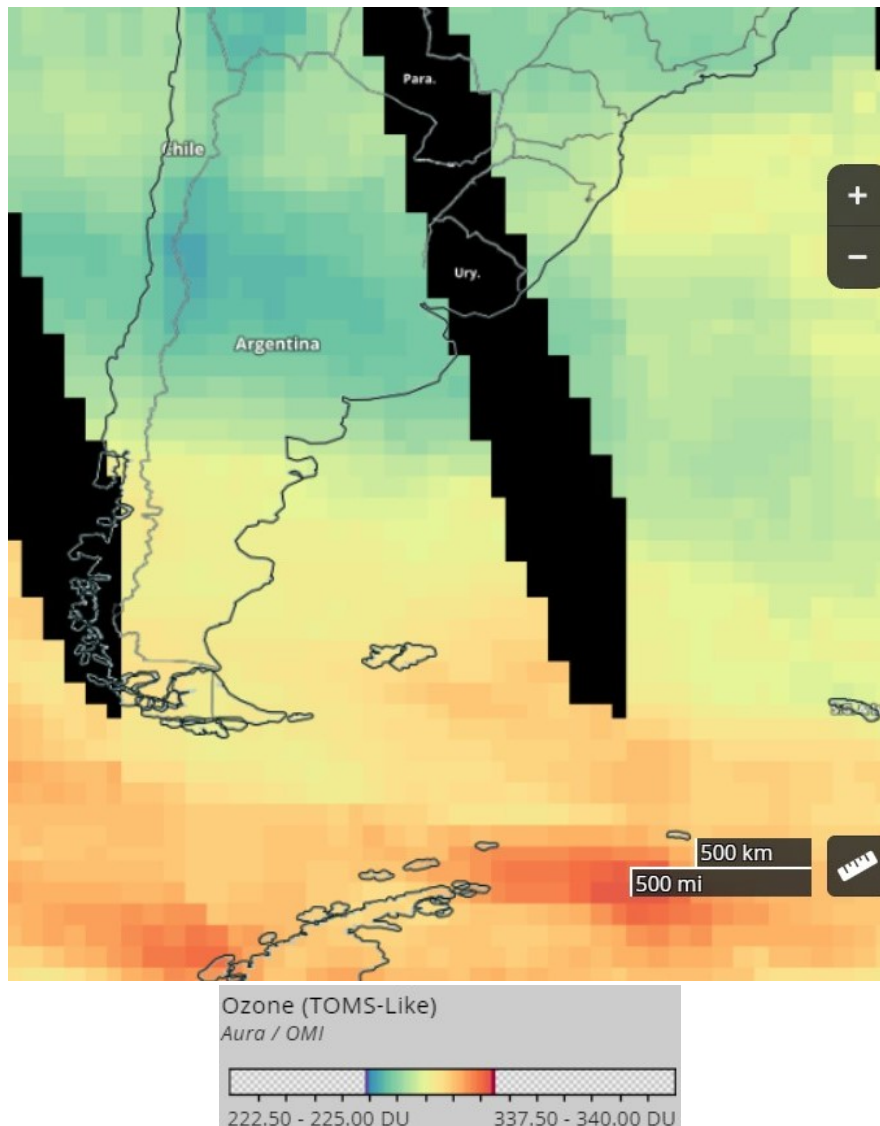 Para.
Chile
+
Ury.
−
Argentina
500 km
500 mi
Ozone (TOMS-Like)
Aura / OMI
222.50 - 225.00 DU 337.50 - 340.00 DU